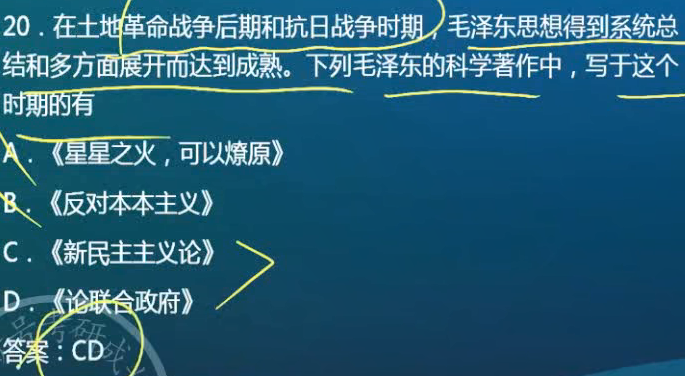 20．在土地革命战争后期和抗日战争时期，毛泽东思想得到系统总
结和多方面展开而达到成熟。下列毛泽东的科学著作中，写于这个
时期的有
A．《星星之火，可以燎原》
B．《反对本本主义》
C．《新民主主义论》
D．《论联合政府》
答案：CD